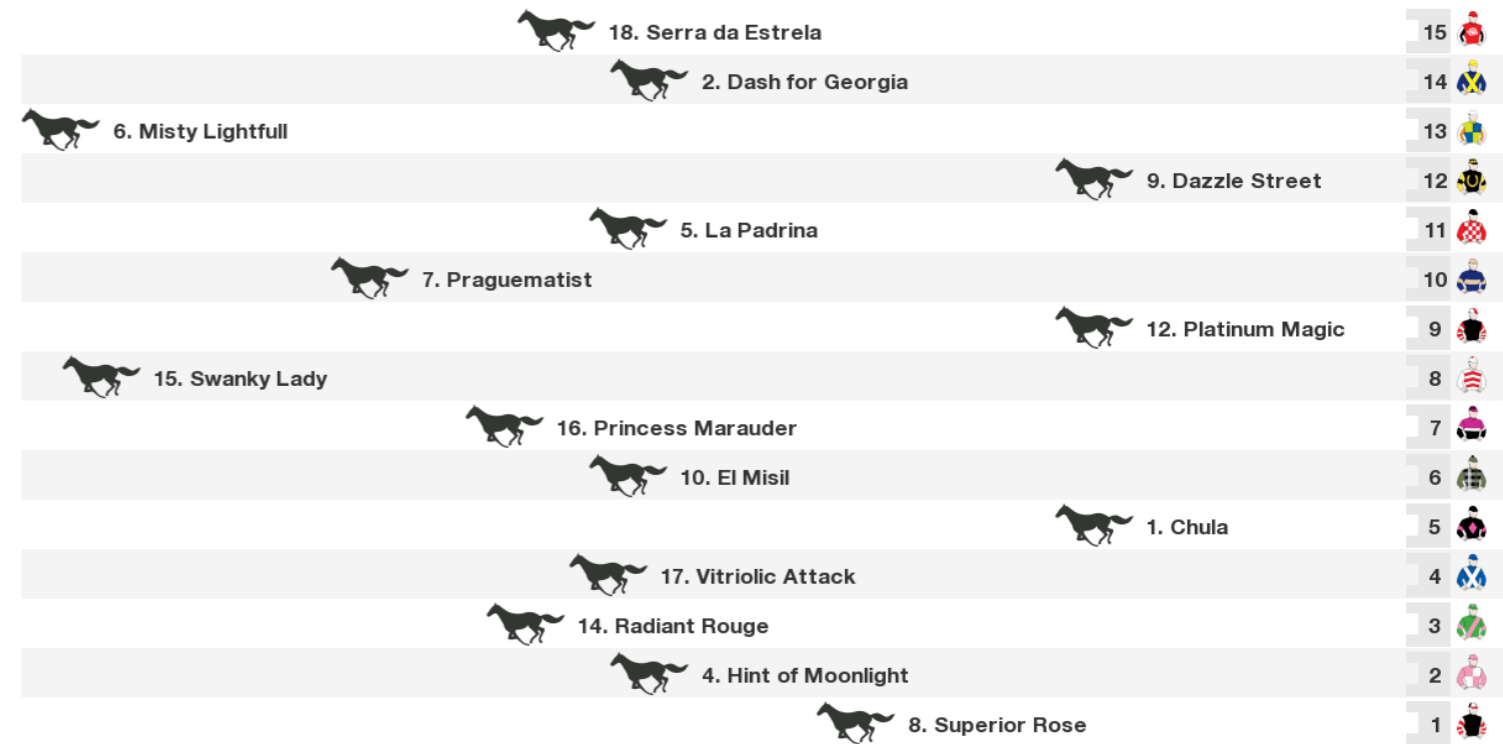 18. Serra da Estrela 15
2. Dash for Georgia 14
6. Misty Lightfull 13
9. Dazzle Street 12
5. La Padrina 11
7. Praguematist 10
12. Platinum Magic 9
15. Swanky Lady 8
16. Princess Marauder 7
10. El Misil 6
1. Chula 5
17. Vitriolic Attack 4
14. Radiant Rouge 3
4. Hint of Moonlight 2
8. Superior Rose 1